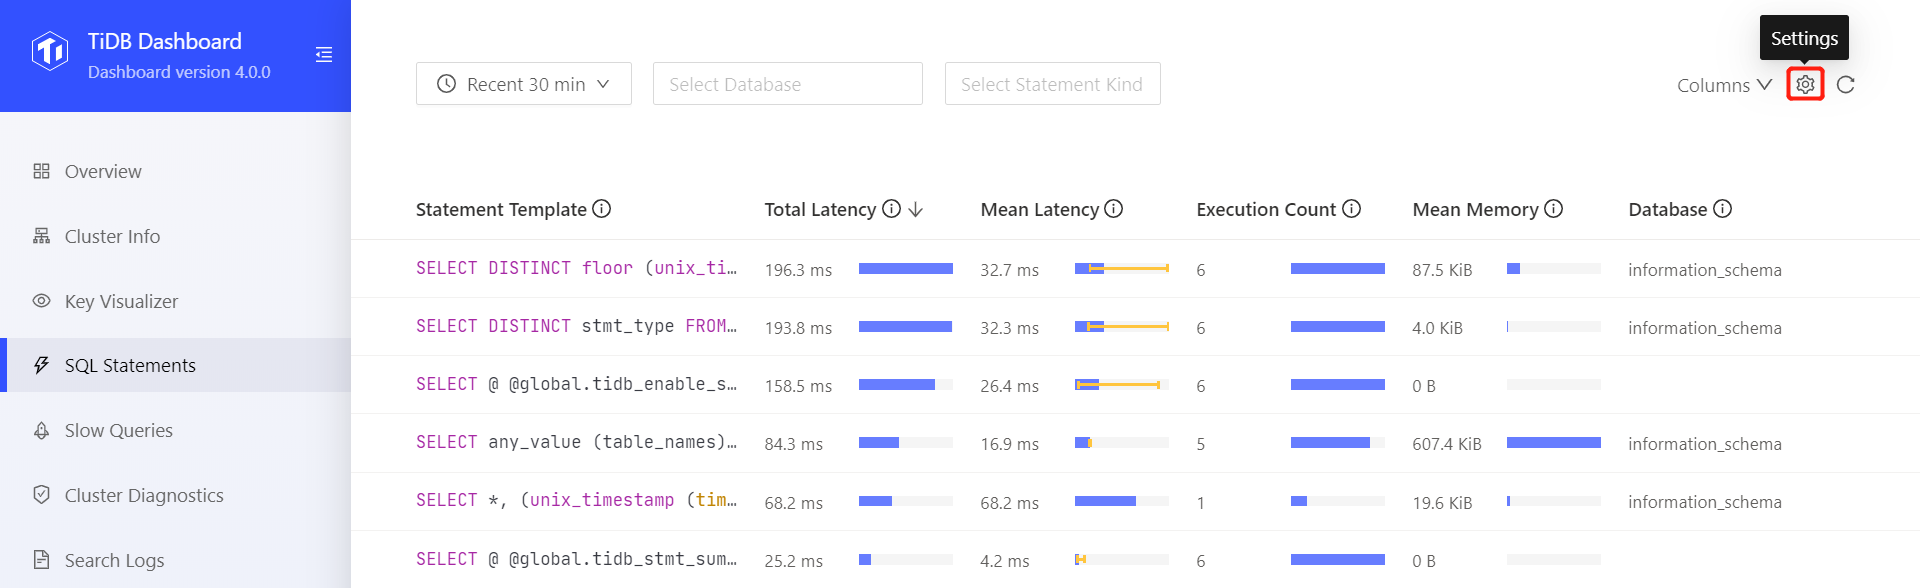 TiDB Dashboard
Dashboard version 4.0.0
Overview
Cluster Info
Key Visualizer
SQL Statements
Slow Queries
Cluster Diagnostics
Search Logs
Settings
Recent 30 min
Select Database
Select Statement Kind
Columns
Statement Template Total Latency Mean Latency Execution Count Mean Memory Database
SELECT DISTINCT floor (unix_ti… 196.3 ms 32.7 ms 6 87.5 KiB information_schema
SELECT DISTINCT stmt_type FROM… 193.8 ms 32.3 ms 6 4.0 KiB information_schema
SELECT @ @global.tidb_enable_s… 158.5 ms 26.4 ms 6 0 B
SELECT any_value (table_names)… 84.3 ms 16.9 ms 5 607.4 KiB information_schema
SELECT *, (unix_timestamp (tim… 68.2 ms 68.2 ms 1 19.6 KiB information_schema
SELECT @ @global.tidb_stmt_sum… 25.2 ms 4.2 ms 6 0 B